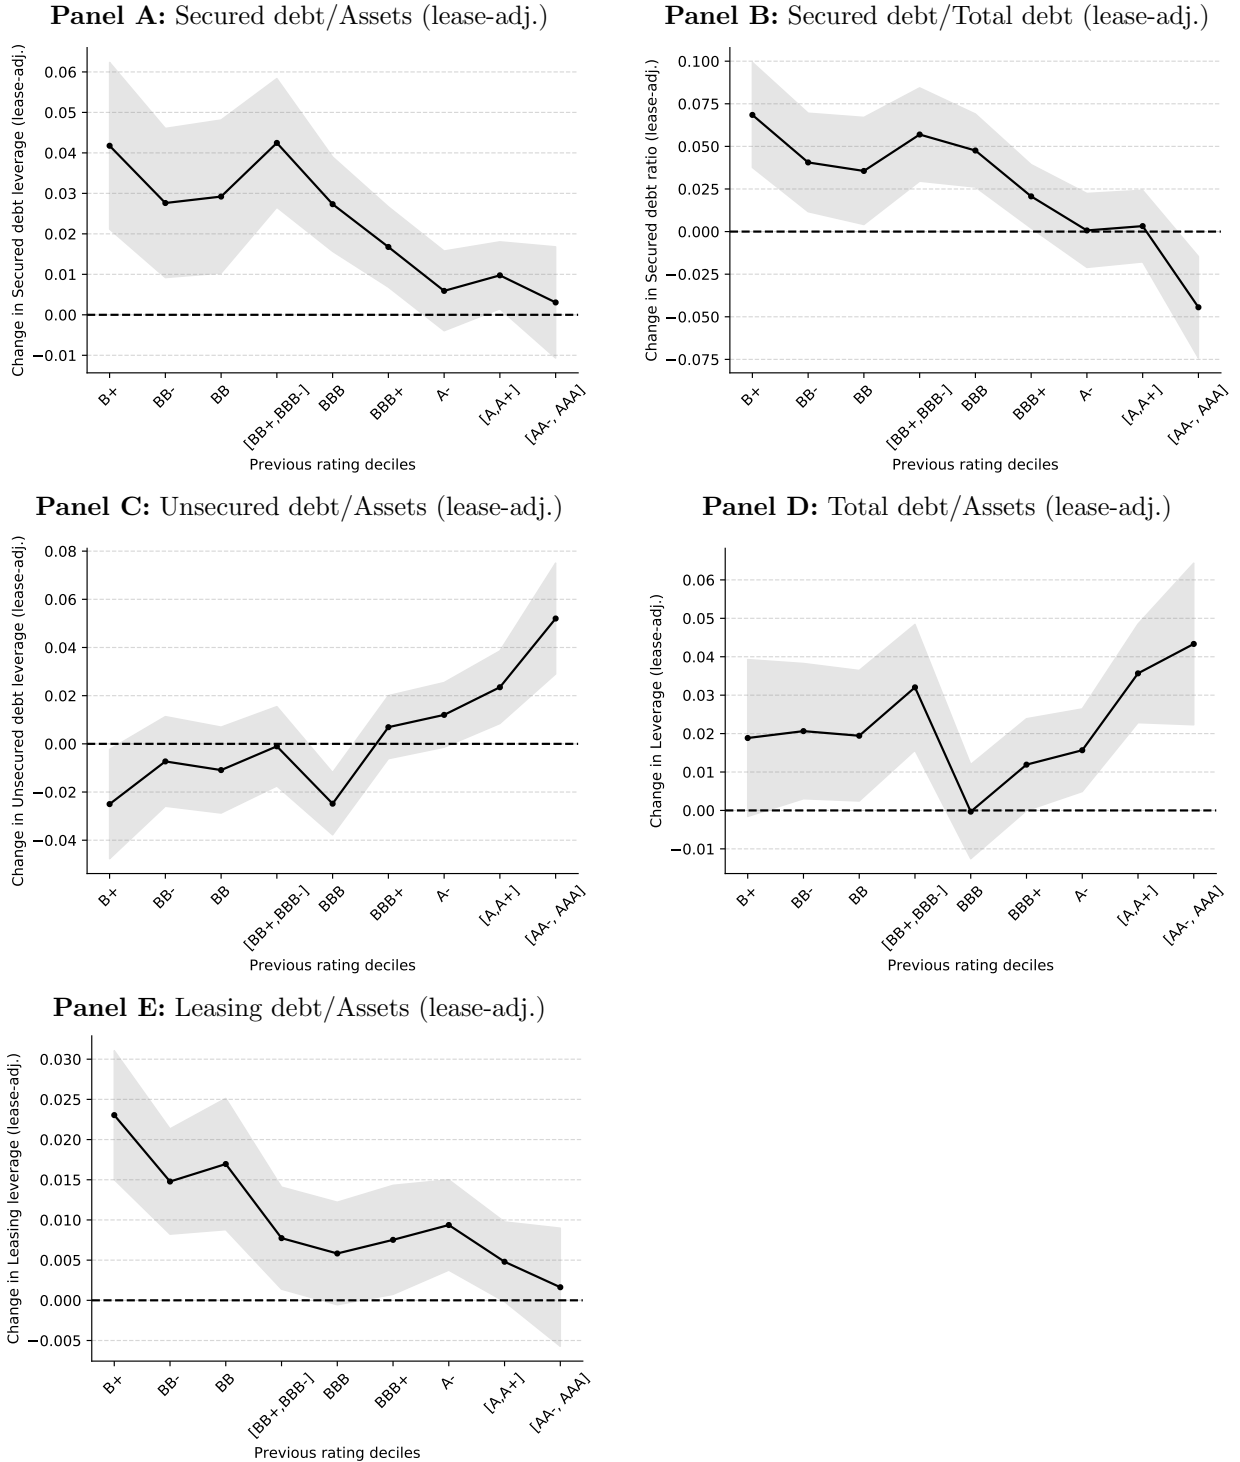 Panel A: Secured debt/Assets (lease-adj.)
Change in Secured debt leverage (lease-adj.)
0.06
0.05
0.04
0.03
0.02
0.01
0.00
−0.01
B+
BB-
BB
[BB+,BBB-]
BBB
BBB+
A-
[A,A+]
[AA-, AAA]
Previous rating deciles
Panel B: Secured debt/Total debt (lease-adj.)
Change in Secured debt ratio (lease-adj.)
0.100
0.075
0.050
0.025
0.000
−0.025
−0.050
−0.075
B+
BB-
BB
[BB+,BBB-]
BBB
BBB+
A-
[A,A+]
[AA-, AAA]
Previous rating deciles
Panel C: Unsecured debt/Assets (lease-adj.)
Change in Unsecured debt leverage (lease-adj.)
0.08
0.06
0.04
0.02
0.00
−0.02
−0.04
B+
BB-
BB
[BB+,BBB-]
BBB
BBB+
A-
[A,A+]
[AA-, AAA]
Previous rating deciles
Panel D: Total debt/Assets (lease-adj.)
Change in Leverage (lease-adj.)
0.06
0.05
0.04
0.03
0.02
0.01
0.00
−0.01
B+
BB-
BB
[BB+,BBB-]
BBB
BBB+
A-
[A,A+]
[AA-, AAA]
Previous rating deciles
Panel E: Leasing debt/Assets (lease-adj.)
Change in Leasing leverage (lease-adj.)
0.030
0.025
0.020
0.015
0.010
0.005
0.000
−0.005
B+
BB-
BB
[BB+,BBB-]
BBB
BBB+
A-
[A,A+]
[AA-, AAA]
Previous rating deciles